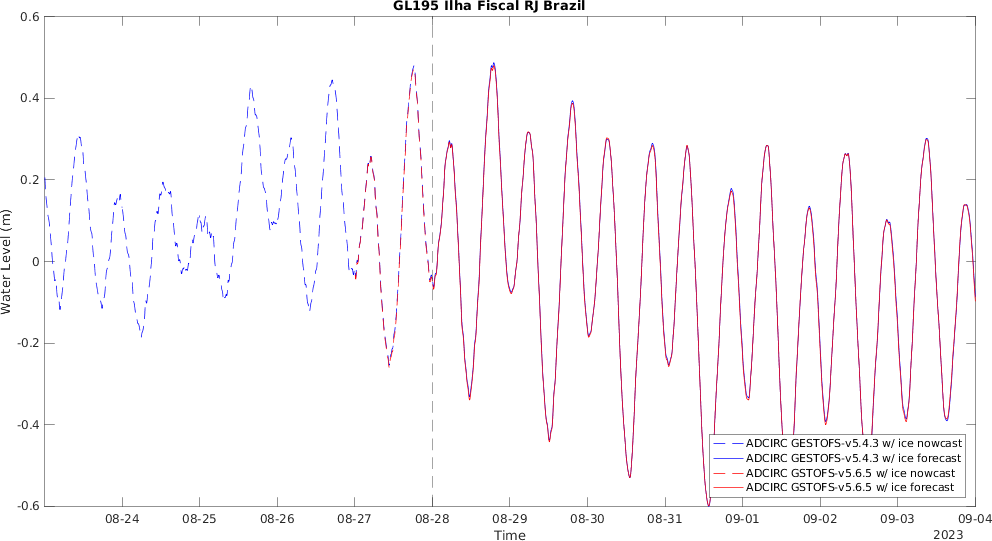 GL195 Ilha Fiscal RJ Brazil
0.6
0.4
0.2
0
-0.2
-0.4
-0.6
Water Level (m)
ADCIRC GESTOFS-v5.4.3 w/ ice nowcast
ADCIRC GESTOFS-v5.4.3 w/ ice forecast
ADCIRC GSTOFS-v5.6.5 w/ ice nowcast
ADCIRC GSTOFS-v5.6.5 w/ ice forecast
08-24 08-25 08-26 08-27 08-28 08-29 08-30 08-31 09-01 09-02 09-03 09-04
Time
2023